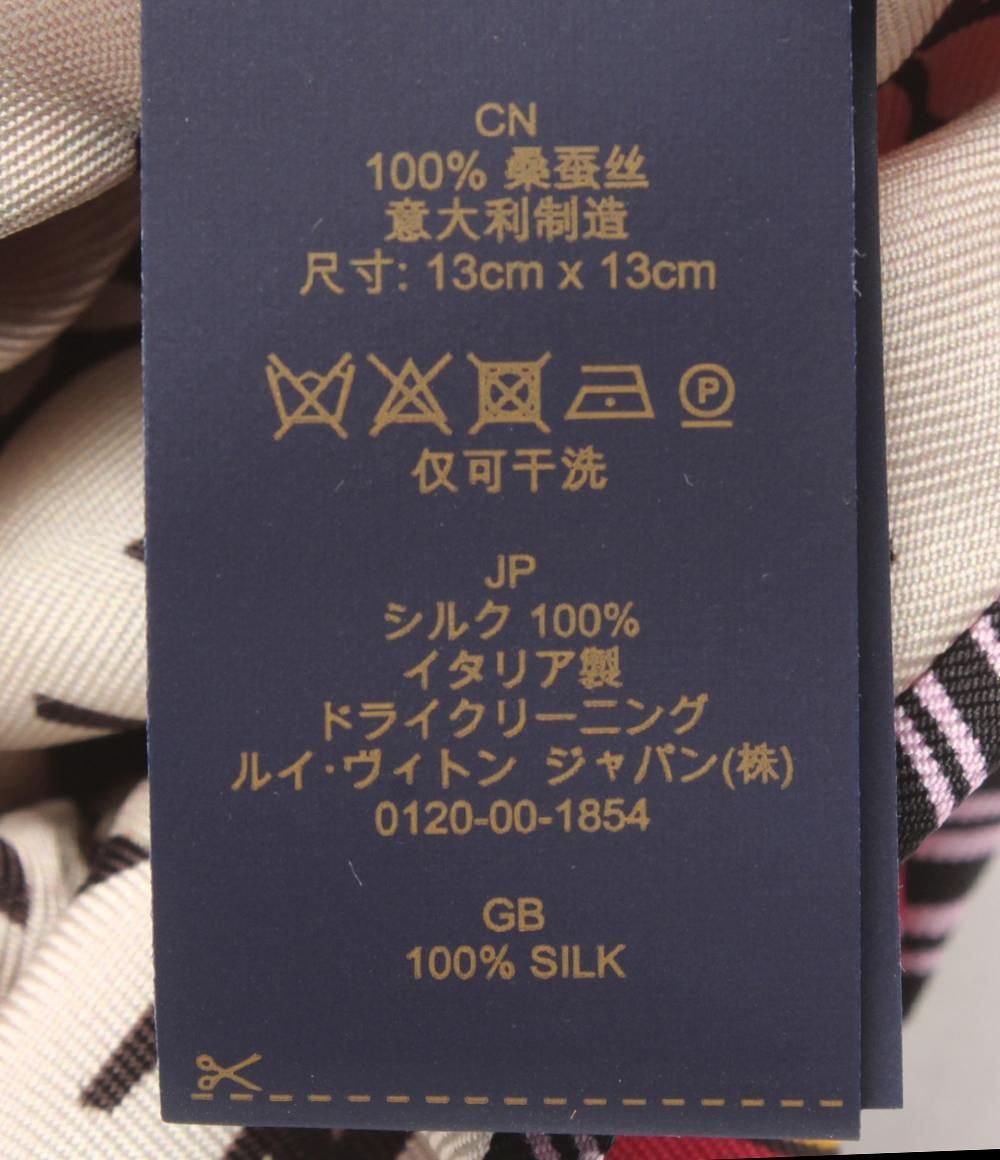 CN
100% 桑蚕丝
意大利制造
尺寸: 13cm x 13cm
P
仅可干洗
JP
シルク 100%
イタリア製
ドライクリーニング
ルイ·ヴィトン ジャパン(株)
0120-00-1854
GB
100% SILK